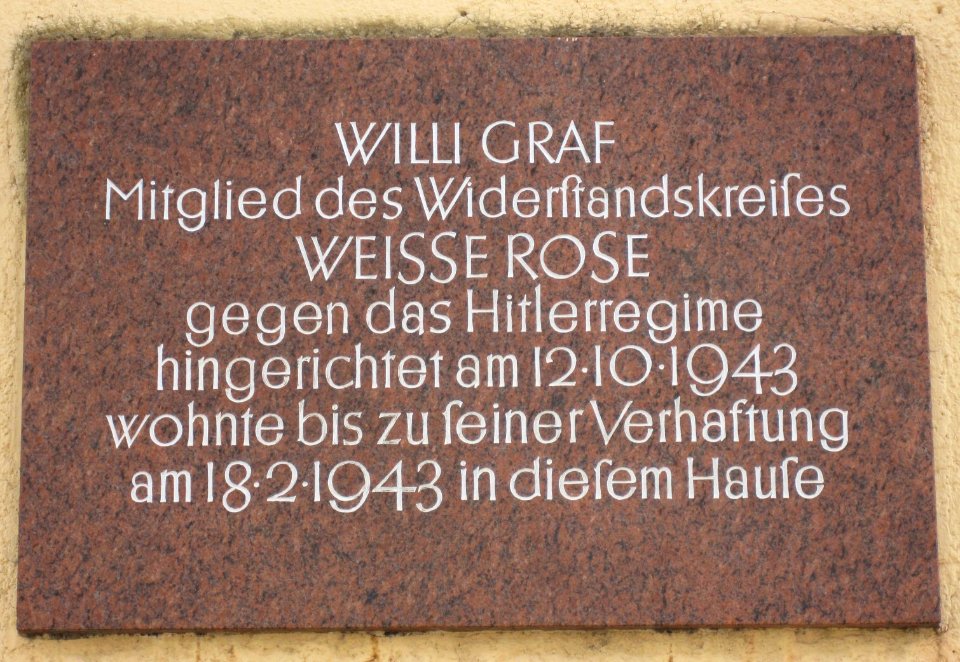 WILLI GRAF
Mitglied des Widerſtandskreiſes
WEISSE ROSE
gegen das Hitlerregime
hingerichtet am 12·10·1943
wohnte bis zu ſeiner Verhaftung
am 18·2·1943 in dieſem Hauſe